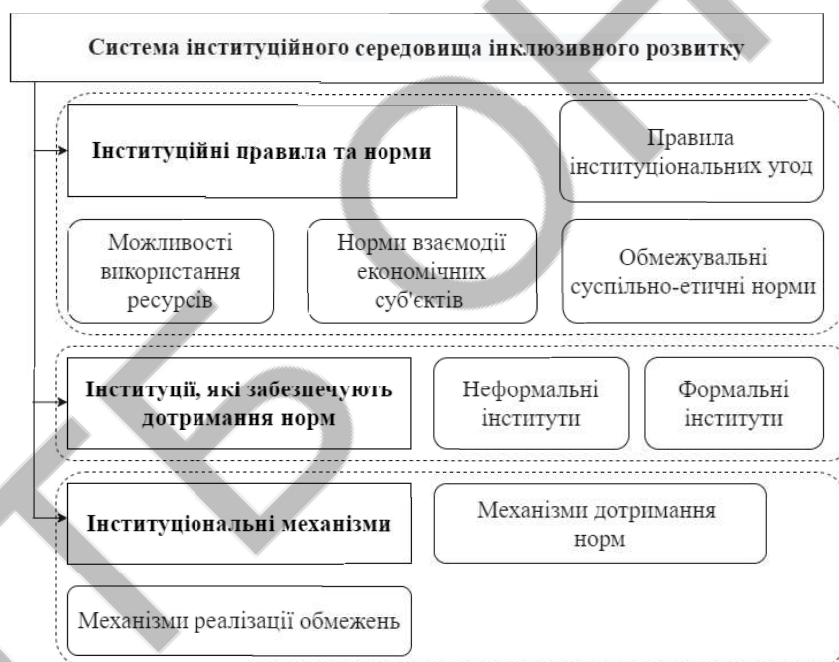 Система інституційного середовища інклюзивного розвитку
Інституційні правила та норми
Правила
інституціональних угод
Можливості
використання
ресурсів
Норми взаємодії
економічних
суб'єктів
Обмежувальні
суспільно-етичні норми
Інституції, які забезпечують
дотримання норм
Неформальні
інститути
Формальні
інститути
Інституціональні механізми
Механізми дотримання
норм
Механізми реалізації обмежень